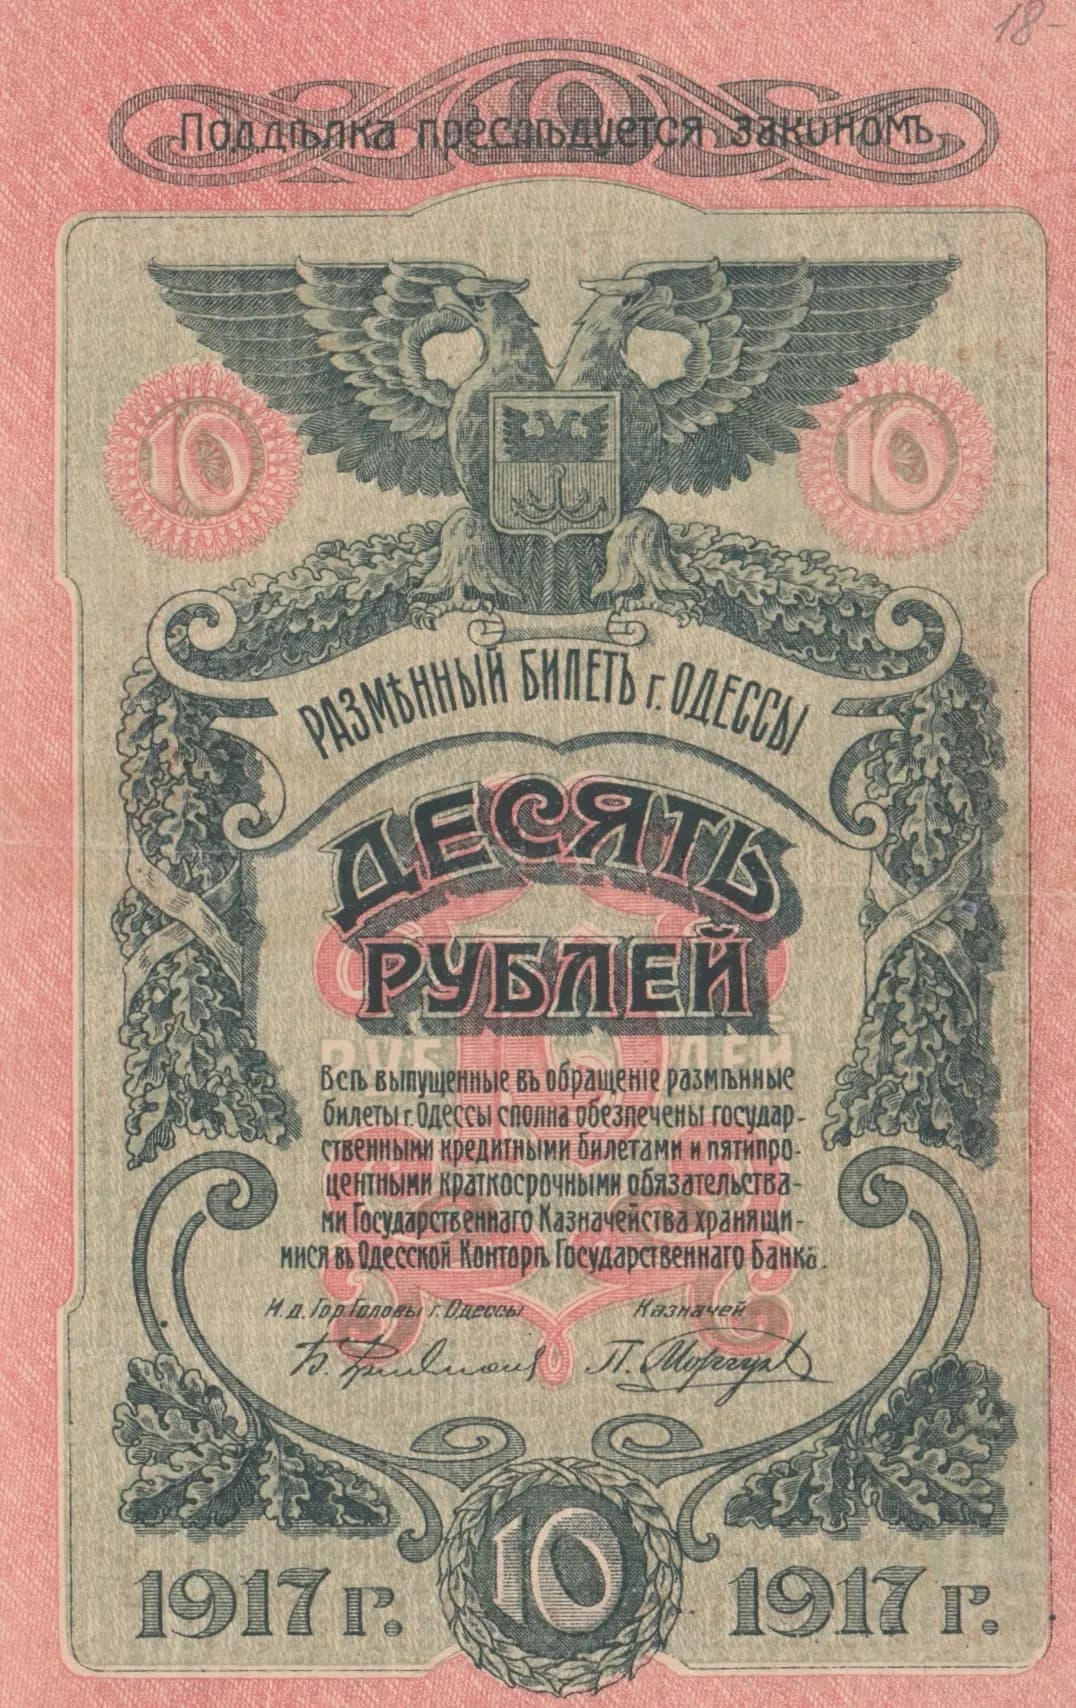 18-
Поддѣлка преслѣдуется закономъ.
10
10 10
РАЗМѢННЫЙ БИЛЕТЪ г. ОДЕССЫ
ДЕСЯТЬ
РУБЛЕЙ
Всѣ выпущенные въ обращеніе размѣнные
билеты г. Одессы сполна обезпечены государ-
ственными кредитными билетами и пятипро-
центными краткосрочными обязательства-
ми Государственнаго Казначейства хранящи-
мися въ Одесской Конторѣ Государственнаго Банка.
И.д. Гор Головы г. Одессы Казначей
10
1917 г. 1917 г.